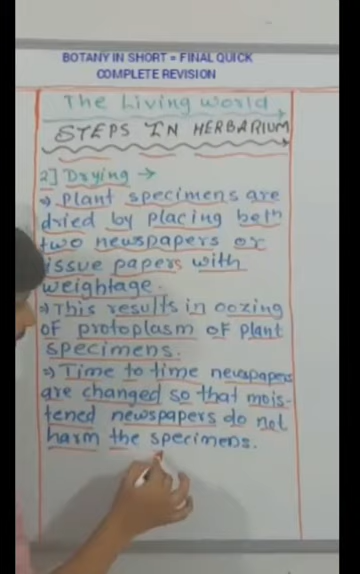 BOTANY IN SHORT = FINAL QUICK
COMPLETE REVISION
The Living world
STEPS IN HERBARIUM
2] Drying →
⇒ Plant specimens are
dried by placing betn
two newspapers or
issue papers with
weightage.
⇒ This results in oozing
of protoplasm of plant
specimens.
⇒ Time to time newspapers
are changed so that mois-
tened newspapers do not
harm the specimens.